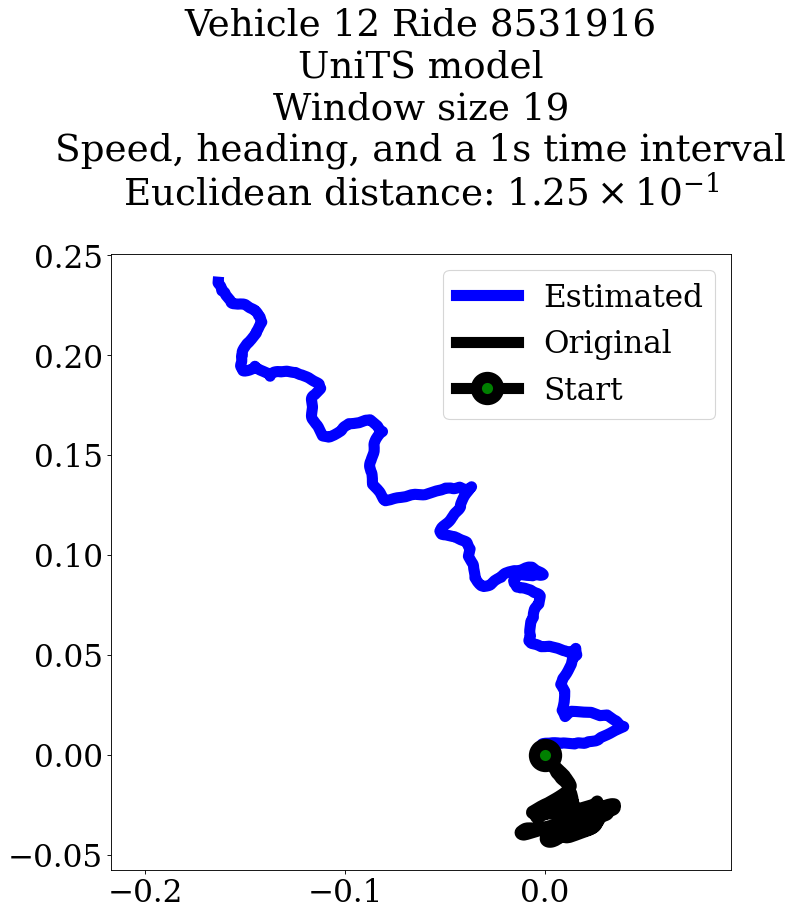 Vehicle 12 Ride 8531916
UniTS model
Window size 19
Speed, heading, and a 1s time interval
Euclidean distance: 1.25 × 10⁻¹
0.25
0.20
0.15
0.10
0.05
0.00
−0.05
−0.2
−0.1
0.0
Estimated
Original
Start